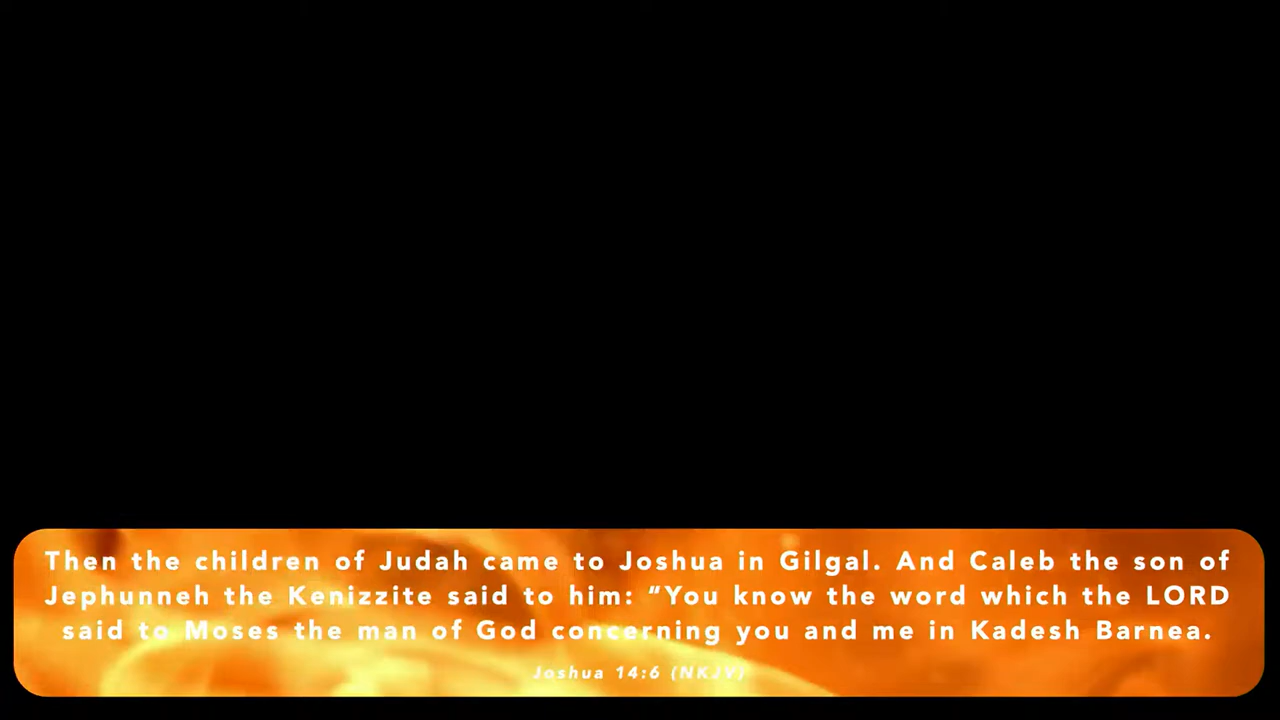 Then the children of Judah came to Joshua in Gilgal. And Caleb the son of
Jephunneh the Kenizzite said to him: “You know the word which the LORD
said to Moses the man of God concerning you and me in Kadesh Barnea.
Joshua 14:6 (NKJV)